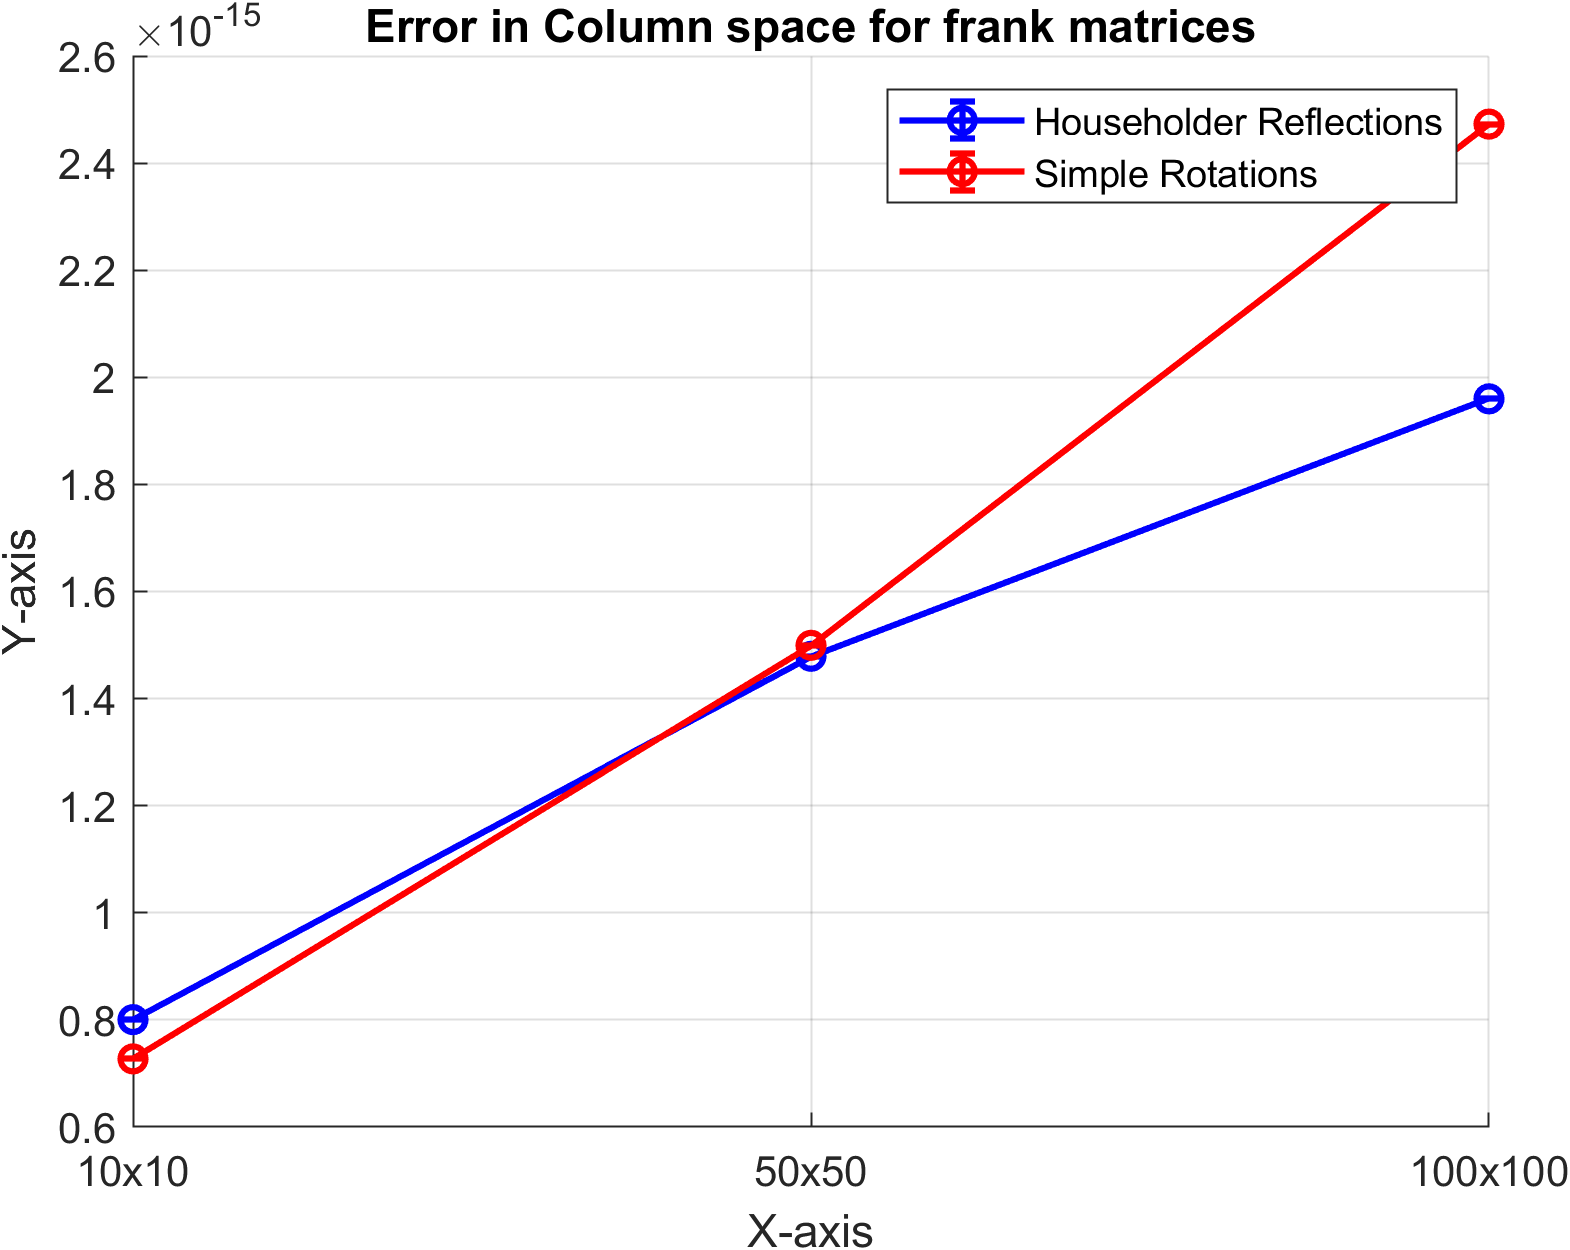 Error in Column space for frank matrices
×10^-15
Householder Reflections
Simple Rotations
2.6
2.4
2.2
2
1.8
1.6
1.4
1.2
1
0.8
0.6
Y-axis
10x10
50x50
100x100
X-axis